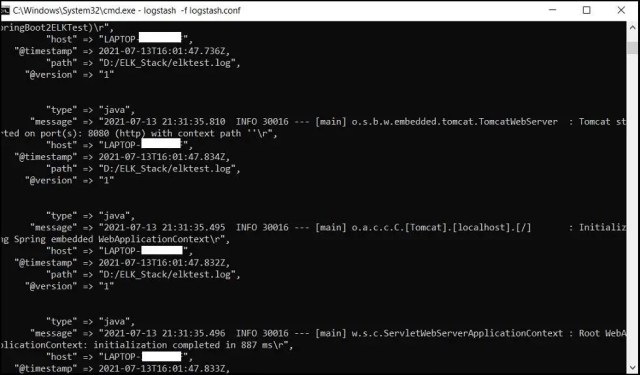 C:\Windows\System32\cmd.exe - logstash  -f logstash.conf
pringBoot2ELKTest)\r",
"host" => "LAPTOP-
"@timestamp" => 2021-07-13T16:01:47.736Z,
"path" => "D:/ELK_Stack/elktest.log",
"@version" => "1"
"type" => "java",
"message" => "2021-07-13 21:31:35.810  INFO 30016 --- [main] o.s.b.w.embedded.tomcat.TomcatWebServer  : Tomcat st
rted on port(s): 8080 (http) with context path ''\r",
"host" => "LAPTOP- ",
"@timestamp" => 2021-07-13T16:01:47.834Z,
"path" => "D:/ELK_Stack/elktest.log",
"@version" => "1"
"type" => "java",
"message" => "2021-07-13 21:31:35.495  INFO 30016 --- [main] o.a.c.c.C.[Tomcat].[localhost].[/]       : Initializ
ng Spring embedded WebApplicationContext\r",
"host" => "LAPTOP- ",
"@timestamp" => 2021-07-13T16:01:47.832Z,
"path" => "D:/ELK_Stack/elktest.log",
"@version" => "1"
"type" => "java",
"message" => "2021-07-13 21:31:35.496  INFO 30016 --- [main] w.s.c.ServletWebServerApplicationContext : Root WebA
plicationContext: initialization completed in 887 ms\r",
"host" => "LAPTOP- ",
"@timestamp" => 2021-07-13T16:01:47.833Z,